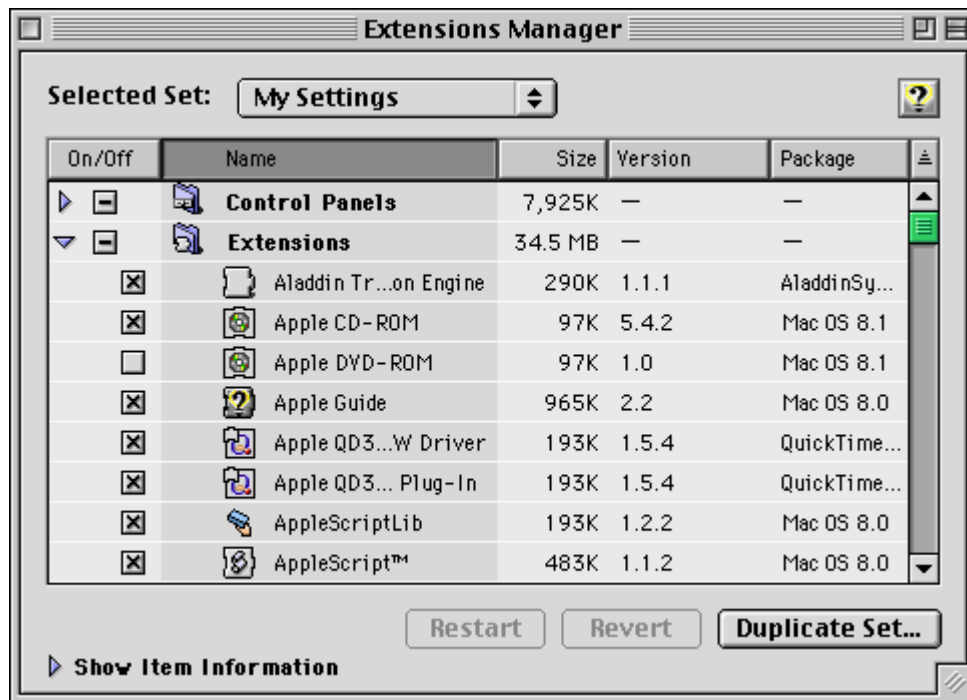 Extensions Manager
Selected Set: My Settings
On/Off Name Size Version Package
Control Panels 7,925K — —
Extensions 34.5 MB — —
Aladdin Tr...on Engine 290K 1.1.1 AladdinSy...
Apple CD-ROM 97K 5.4.2 Mac OS 8.1
Apple DVD-ROM 97K 1.0 Mac OS 8.1
Apple Guide 965K 2.2 Mac OS 8.0
Apple QD3...W Driver 193K 1.5.4 QuickTime...
Apple QD3... Plug-In 193K 1.5.4 QuickTime...
AppleScriptLib 193K 1.2.2 Mac OS 8.0
AppleScript™ 483K 1.1.2 Mac OS 8.0
Restart Revert Duplicate Set...
Show Item Information